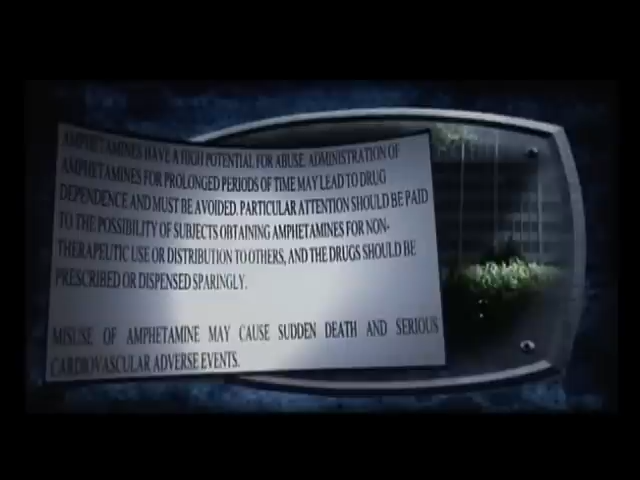 AMPHETAMINES HAVE A HIGH POTENTIAL FOR ABUSE. ADMINISTRATION OF
AMPHETAMINES FOR PROLONGED PERIODS OF TIME MAY LEAD TO DRUG
DEPENDENCE AND MUST BE AVOIDED. PARTICULAR ATTENTION SHOULD BE PAID
TO THE POSSIBILITY OF SUBJECTS OBTAINING AMPHETAMINES FOR NON-
THERAPEUTIC USE OR DISTRIBUTION TO OTHERS, AND THE DRUGS SHOULD BE
PRESCRIBED OR DISPENSED SPARINGLY.
MISUSE OF AMPHETAMINE MAY CAUSE SUDDEN DEATH AND SERIOUS
CARDIOVASCULAR ADVERSE EVENTS.